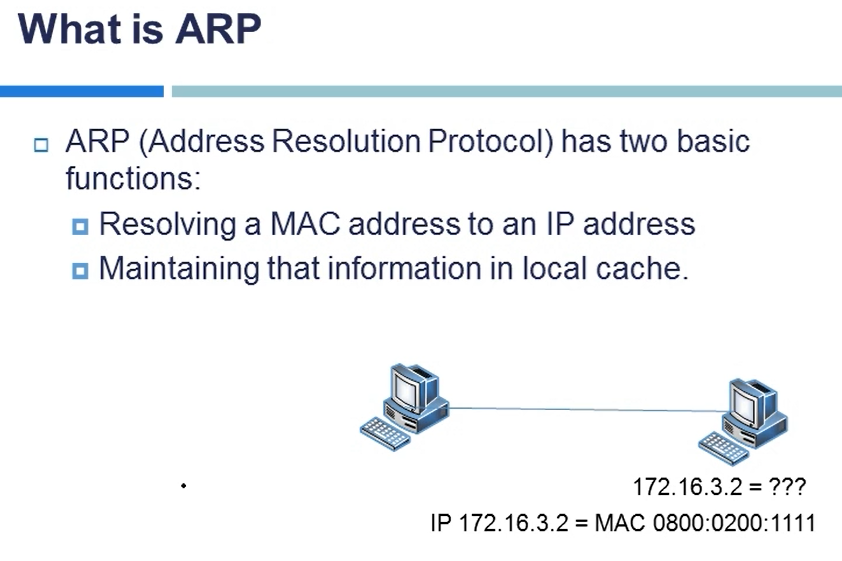 What is ARP
ARP (Address Resolution Protocol) has two basic
functions:
Resolving a MAC address to an IP address
Maintaining that information in local cache.
172.16.3.2 = ???
IP 172.16.3.2 = MAC 0800:0200:1111